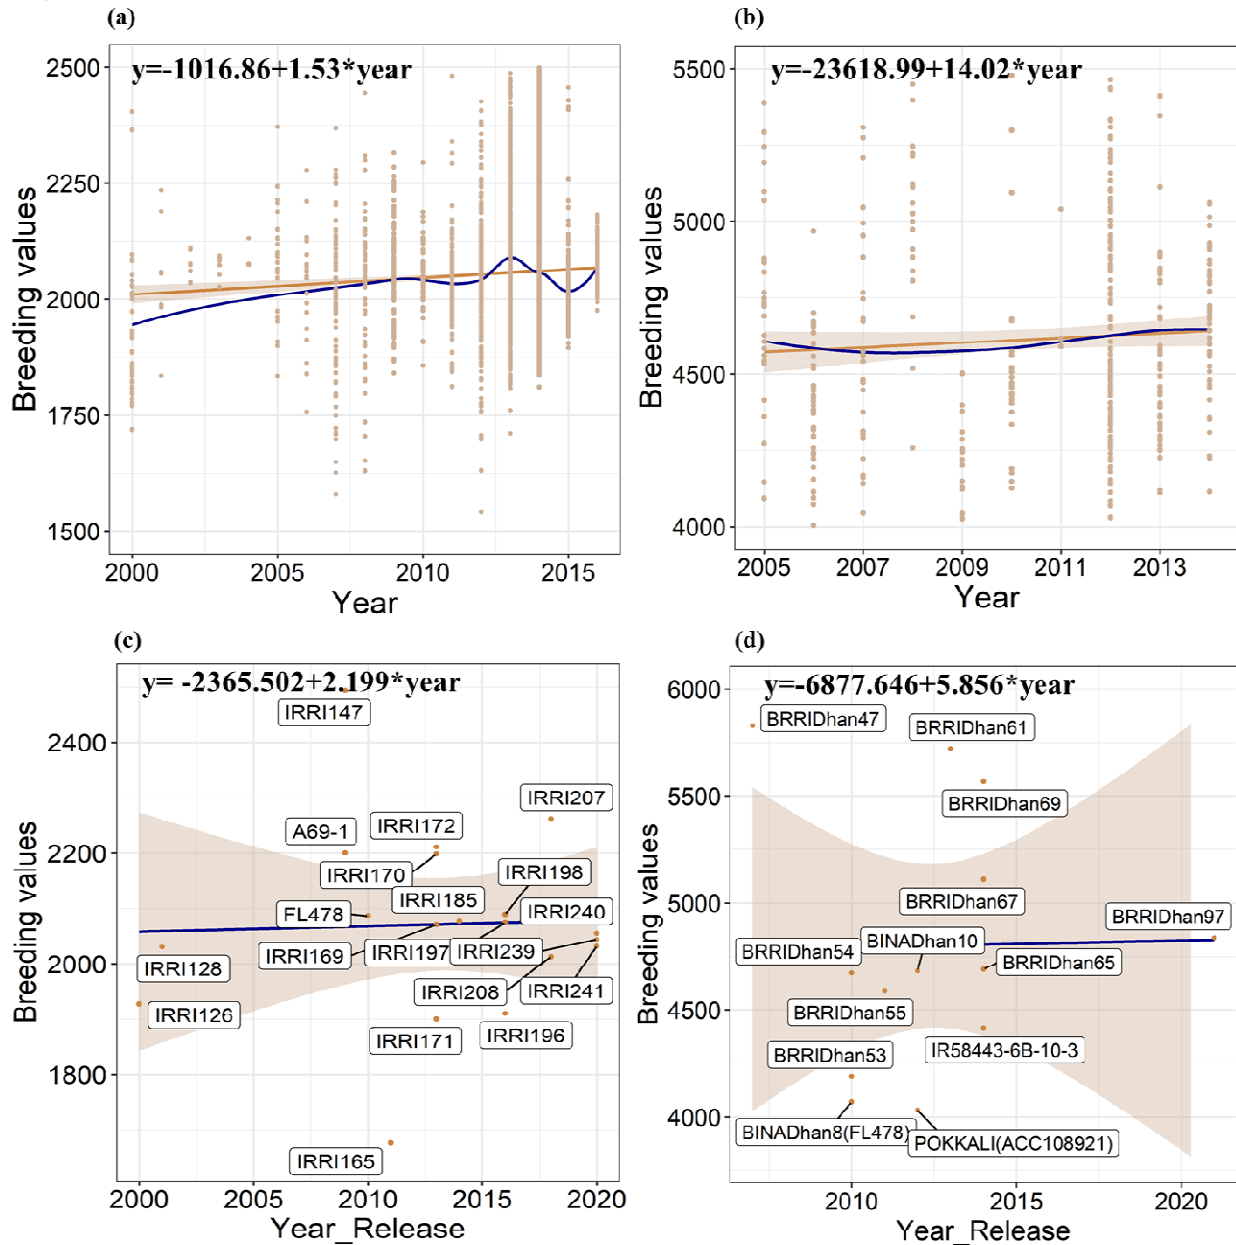 (a)
y=-1016.86+1.53*year
2500
2250
2000
1750
1500
Breeding values
2000 2005 2010 2015
Year
(b)
y=-23618.99+14.02*year
5500
5000
4500
4000
Breeding values
2005 2007 2009 2011 2013
Year
(c)
y= -2365.502+2.199*year
IRRI147
2400
IRRI207
IRRI172
A69-1
2200
IRRI170
IRRI198
IRRI185
FL478
IRRI240
IRRI169
IRRI197
IRRI239
2000
IRRI128
IRRI208
IRRI241
IRRI126
IRRI196
IRRI171
1800
IRRI165
Breeding values
2000 2005 2010 2015 2020
Year_Release
(d)
y=-6877.646+5.856*year
6000
BRRIDhan47
BRRIDhan61
5500
BRRIDhan69
5000
BRRIDhan67
BRRIDhan97
BINADhan10
BRRIDhan54
BRRIDhan65
4500
BRRIDhan55
IR58443-6B-10-3
BRRIDhan53
4000
BINADhan8(FL478)
POKKALI(ACC108921)
Breeding values
2010 2015 2020
Year_Release